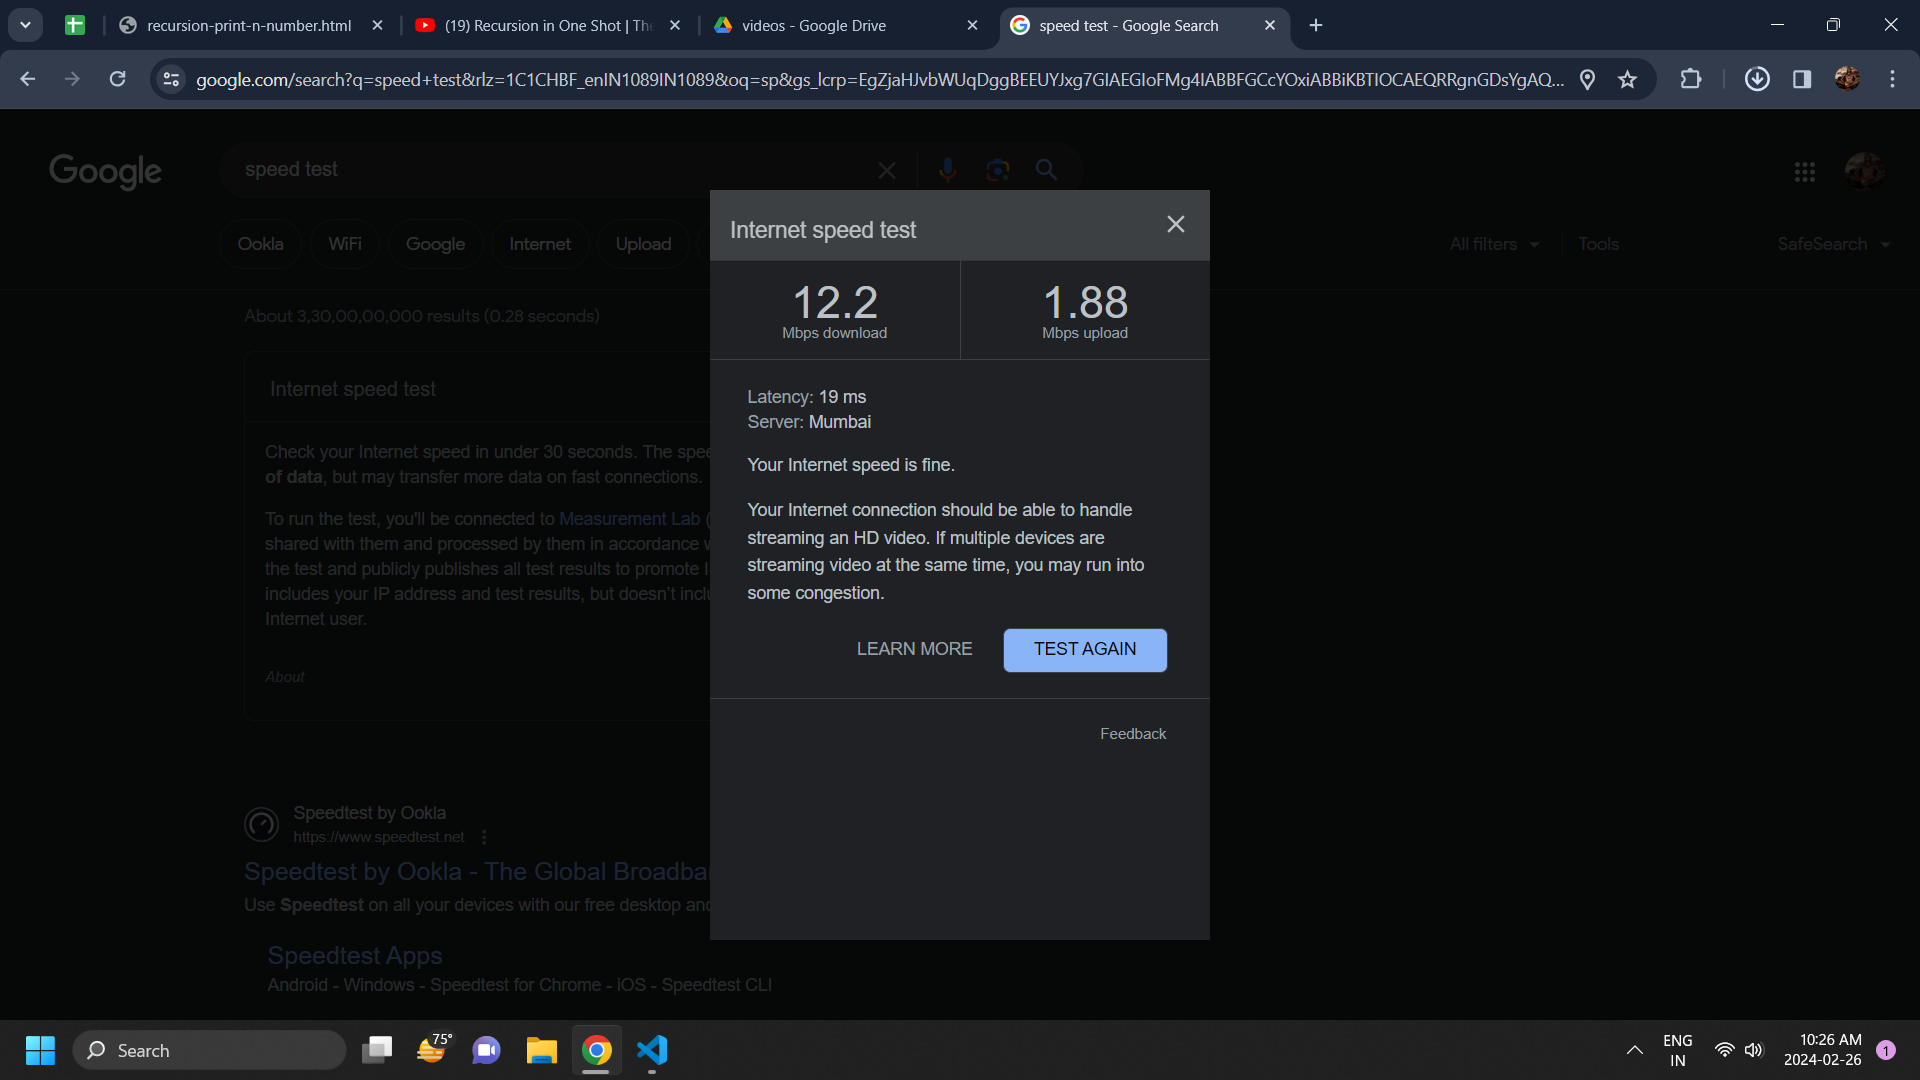 recursion-print-n-number.html
(19) Recursion in One Shot | The
videos - Google Drive
speed test - Google Search
google.com/search?q=speed+test&rlz=1C1CHBF_enIN1089IN1089&oq=sp&gs_lcrp=EgZjaHJvbWUqDggBEEUYJxg7GIAEGIoFMg4IABBFGCcYOxiABBiKBTIOCAEQRRgnGDsYgAQ...
Google
speed test
Ookla
WiFi
Google
Internet
Upload
All filters
Tools
SafeSearch
About 3,30,00,00,000 results (0.28 seconds)
Internet speed test
Check your Internet speed in under 30 seconds. The
of data, but may transfer more data on fast connections.
To run the test, you'll be connected to Measurement Lab (
shared with them and processed by them in accordance
the test and publicly publishes all test results to promote
includes your IP address and test results, but doesn't
Internet user.
About
Speedtest by Ookla
https://www.speedtest.net
Speedtest by Ookla - The Global
Use Speedtest on all your devices with our free desktop
Speedtest Apps
Android - Windows - Speedtest for Chrome - iOS - Speedtest CLI
Internet speed test
12.2
Mbps download
1.88
Mbps upload
Latency: 19 ms
Server: Mumbai
Your Internet speed is fine.
Your Internet connection should be able to handle
streaming an HD video. If multiple devices are
streaming video at the same time, you may run into
some congestion.
LEARN MORE
TEST AGAIN
Feedback
Search
75°
ENG
IN
10:26 AM
2024-02-26
1